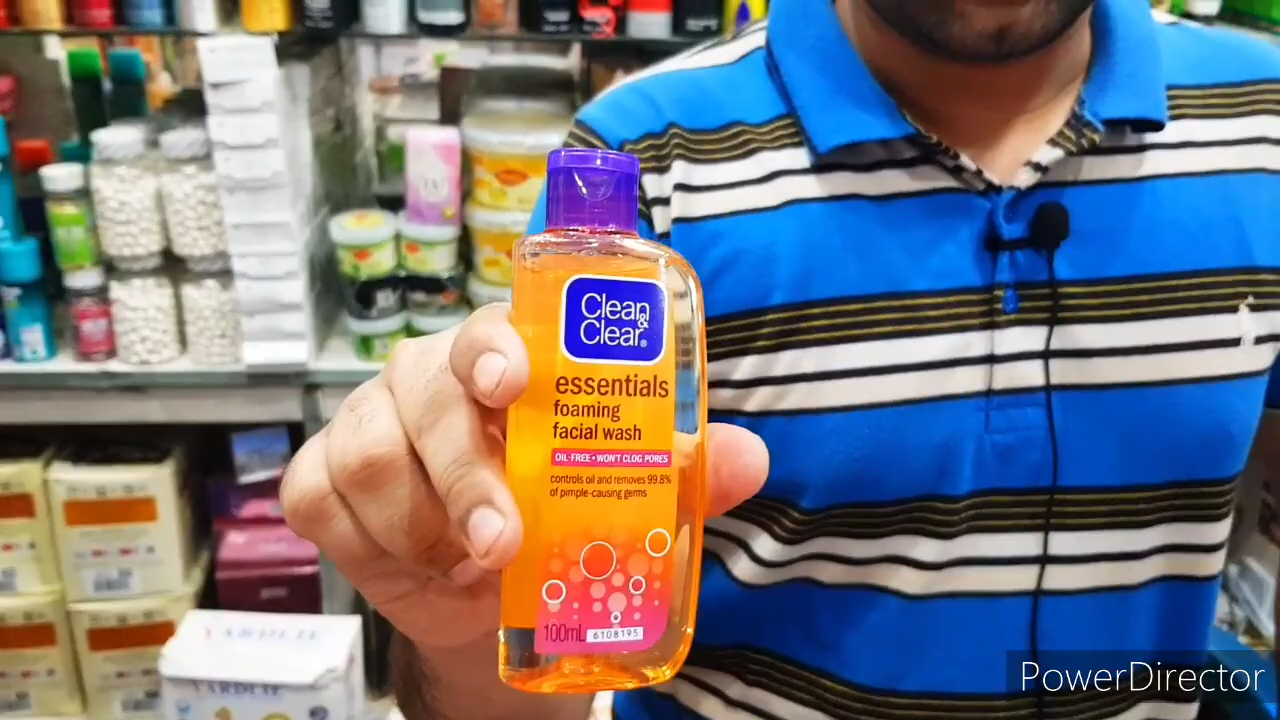 Clean
&
Clear®
essentials
foaming
facial wash
OIL-FREE • WON'T CLOG PORES
controls oil and removes 99.8%
of pimple-causing germs
100mL 6108195
YARDLEY
PowerDirector